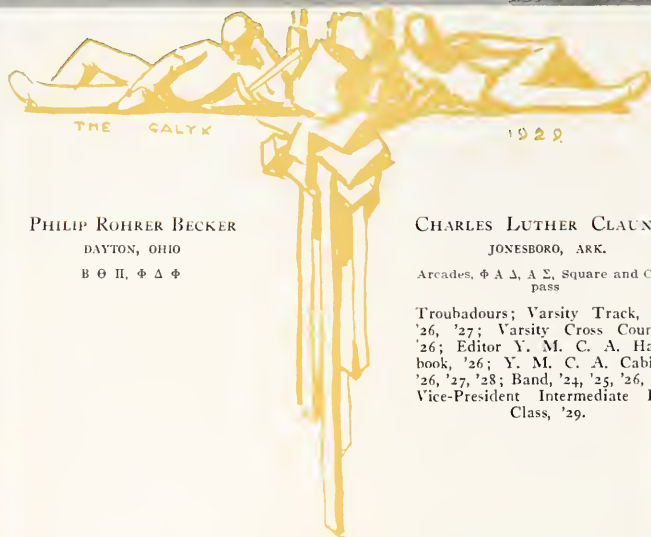 THE CALYX
1929
PHILIP ROHRER BECKER
DAYTON, OHIO
Β Θ Π, Φ Δ Φ
CHARLES LUTHER
JONESBORO, ARK.
Arcades, Φ Α Δ, Α Σ, Square and
pass
Troubadours; Varsity Track,
'26, '27; Varsity Cross
'26; Editor Y. M. C. A.
book, '26; Y. M. C. A.
'26, '27, '28; Band, '24, '25, '26,
Vice-President Intermediate
Class, '29.